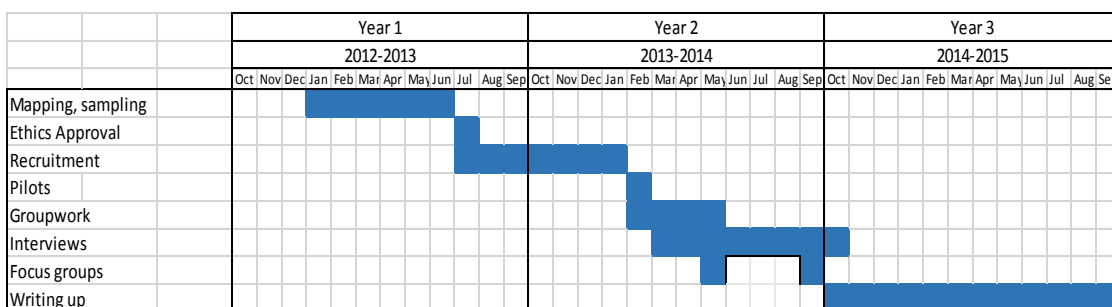 Year 1 Year 2 Year 3
2012-2013 2013-2014 2014-2015
Oct Nov Dec Jan Feb Mar Apr May Jun Jul Aug Sep Oct Nov Dec Jan Feb Mar Apr May Jun Jul Aug Sep Oct Nov Dec Jan Feb Mar Apr May Jun Jul Aug Se
Mapping, sampling
Ethics Approval
Recruitment
Pilots
Groupwork
Interviews
Focus groups
Writing up